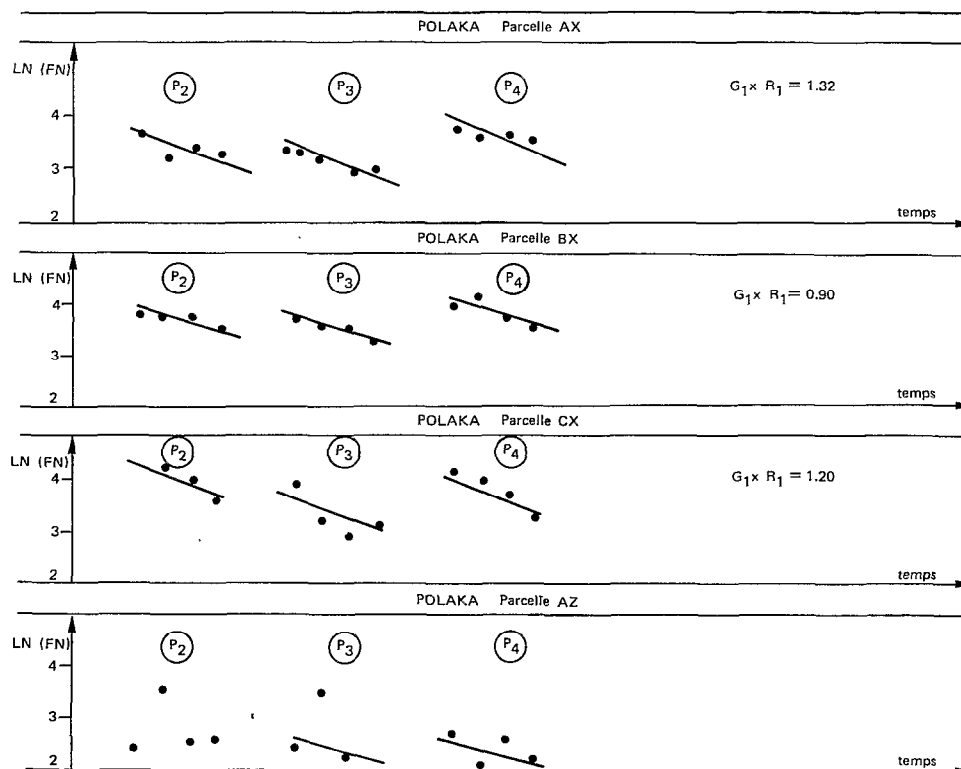 POLAKA Parcelle AX
LN (FN)
P2
P3
P4
G1 x R1 = 1.32
4
3
2
temps
POLAKA Parcelle BX
LN (FN)
P2
P3
P4
G1 x R1 = 0.90
4
3
2
temps
POLAKA Parcelle CX
LN (FN)
P2
P3
P4
G1 x R1 = 1.20
4
3
2
temps
POLAKA Parcelle AZ
LN (FN)
P2
P3
P4
4
3
2
temps